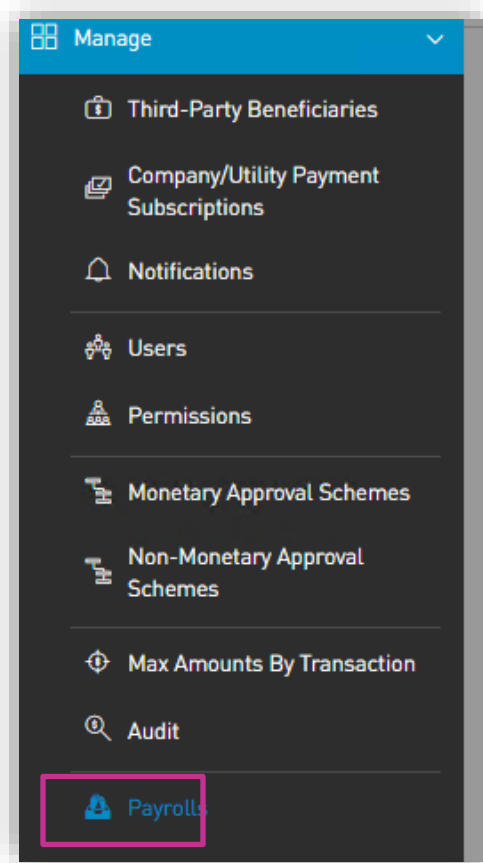 Manage
Third-Party Beneficiaries
Company/Utility Payment
Subscriptions
Notifications
Users
Permissions
Monetary Approval Schemes
Non-Monetary Approval
Schemes
Max Amounts By Transaction
Audit
Payrolls